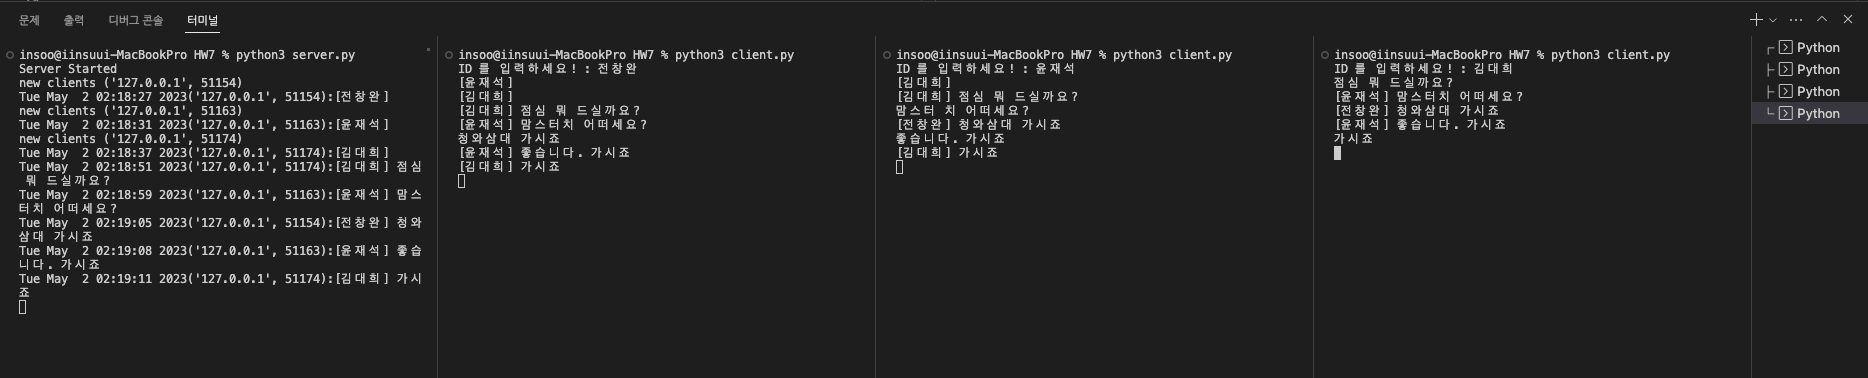 문제 출력 디버그 콘솔 터미널
insoo@iinsuui-MacBookPro HW7 % python3 server.py
Server Started
new clients ('127.0.0.1', 51154)
Tue May  2 02:18:27 2023('127.0.0.1', 51154):[전창완]
new clients ('127.0.0.1', 51163)
Tue May  2 02:18:31 2023('127.0.0.1', 51163):[윤재석]
new clients ('127.0.0.1', 51174)
Tue May  2 02:18:37 2023('127.0.0.1', 51174):[김대희]
Tue May  2 02:18:51 2023('127.0.0.1', 51174):[김대희] 점심
 뭐 드실까요?
Tue May  2 02:18:59 2023('127.0.0.1', 51163):[윤재석] 맘스
터치 어떠세요?
Tue May  2 02:19:05 2023('127.0.0.1', 51154):[전창완] 청와
삼대 가시죠
Tue May  2 02:19:08 2023('127.0.0.1', 51163):[윤재석] 좋습
니다. 가시죠
Tue May  2 02:19:11 2023('127.0.0.1', 51174):[김대희] 가시
죠
insoo@iinsuui-MacBookPro HW7 % python3 client.py
ID 를 입력하세요! : 전창완
[윤재석]
[김대희]
[김대희] 점심 뭐 드실까요?
[윤재석] 맘스터치 어떠세요?
청와삼대 가시죠
[윤재석] 좋습니다. 가시죠
[김대희] 가시죠
insoo@iinsuui-MacBookPro HW7 % python3 client.py
ID 를 입력하세요! : 윤재석
[김대희]
[김대희] 점심 뭐 드실까요?
맘스터 치 어떠세요?
[전창완] 청와삼대 가시죠
좋습니다. 가시죠
[김대희] 가시죠
insoo@iinsuui-MacBookPro HW7 % python3 client.py
ID 를 입력하세요! : 김대희
점심 뭐 드실까요?
[윤재석] 맘스터치 어떠세요?
[전창완] 청와삼대 가시죠
[윤재석] 좋습니다. 가시죠
가시죠
Python
Python
Python
Python